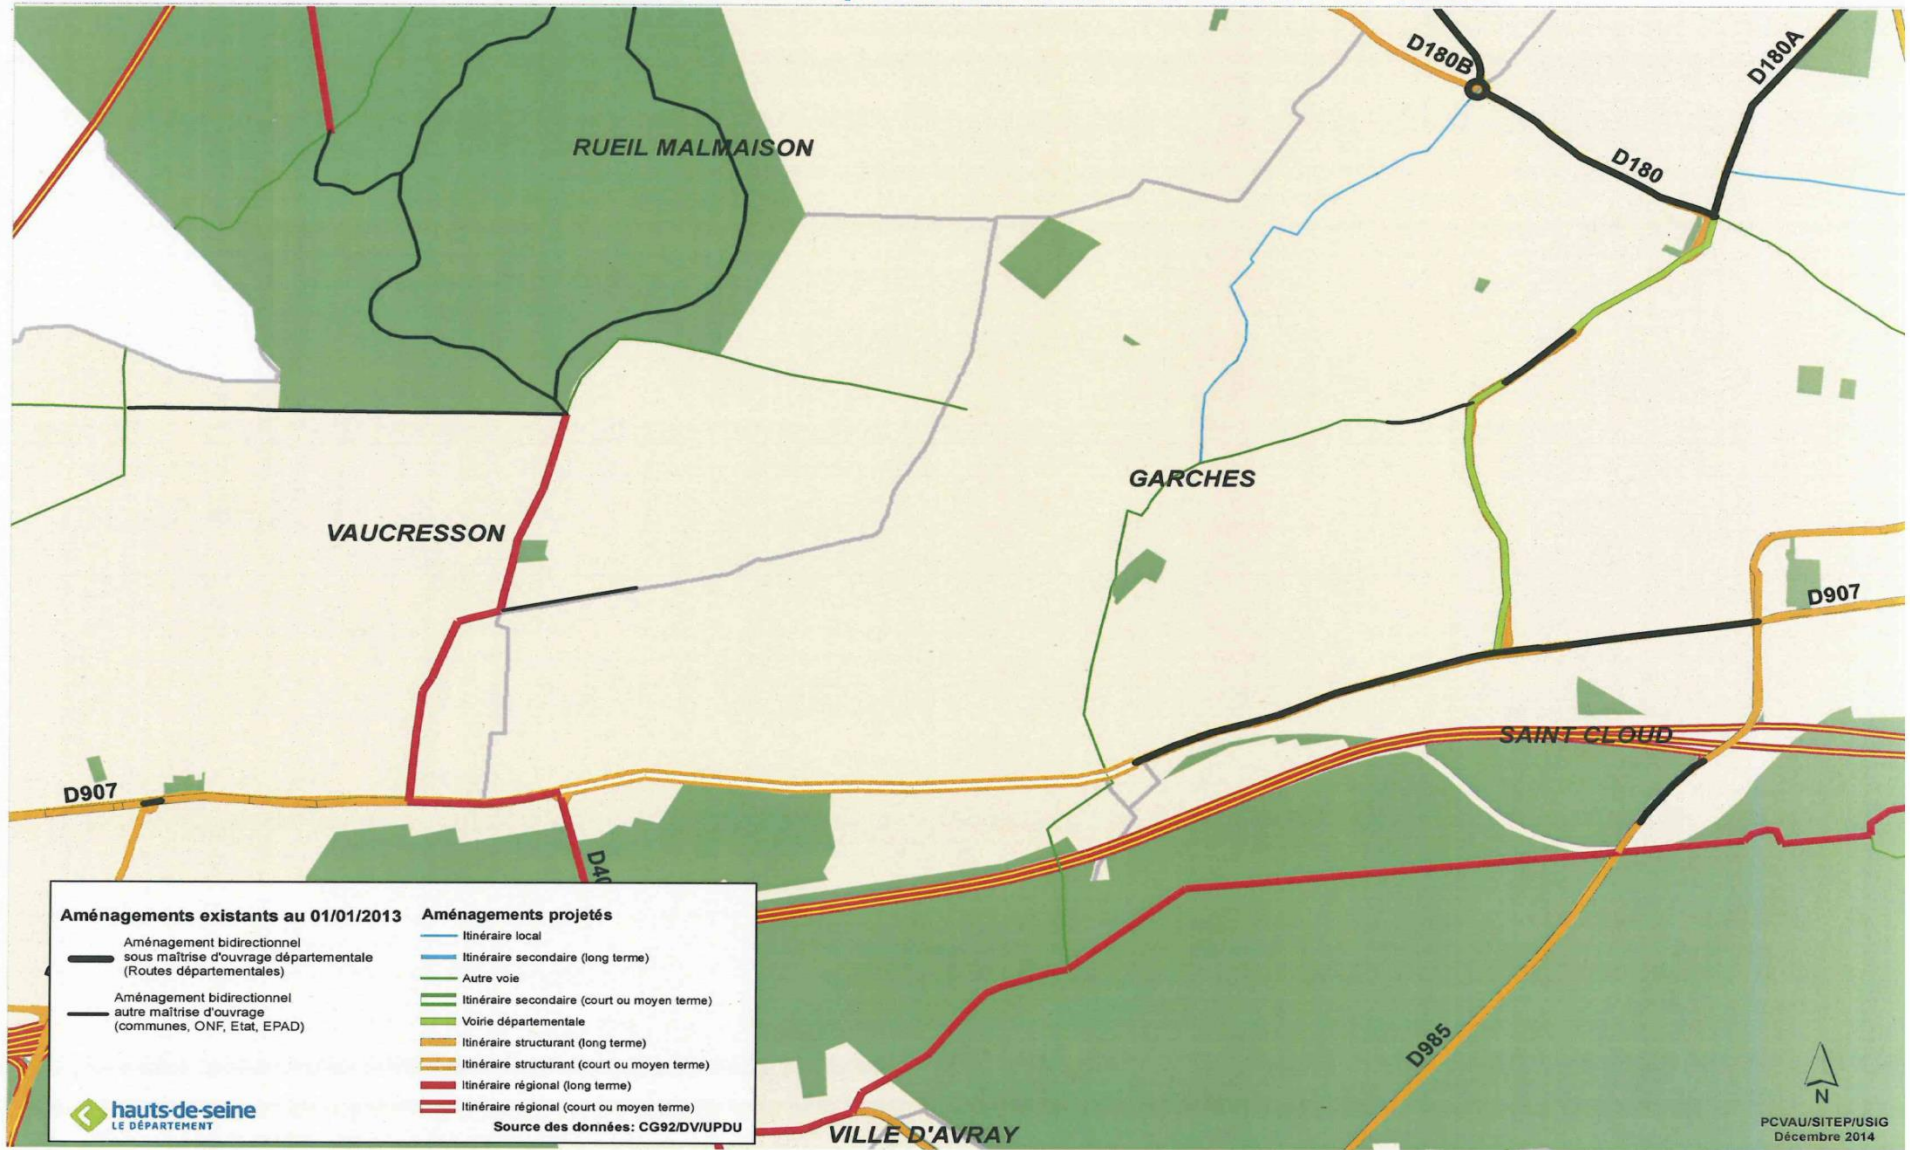 D180B
D180A
RUEIL MALMAISON
D180
GARCHES
VAUCRESSON
D907
SAINT CLOUD
D907
D40
Aménagements existants au 01/01/2013
Aménagement bidirectionnel
sous maîtrise d'ouvrage départementale
(Routes départementales)
Aménagement bidirectionnel
autre maîtrise d'ouvrage
(communes, ONF, Etat, EPAD)
hauts-de-seine
LE DÉPARTEMENT
Aménagements projetés
Itinéraire local
Itinéraire secondaire (long terme)
Autre voie
Itinéraire secondaire (court ou moyen terme)
Voirie départementale
Itinéraire structurant (long terme)
Itinéraire structurant (court ou moyen terme)
Itinéraire régional (long terme)
Itinéraire régional (court ou moyen terme)
Source des données: CG92/DV/UPDU
D985
VILLE D'AVRAY
N
PCVAU/SITEP/USIG
Décembre 2014